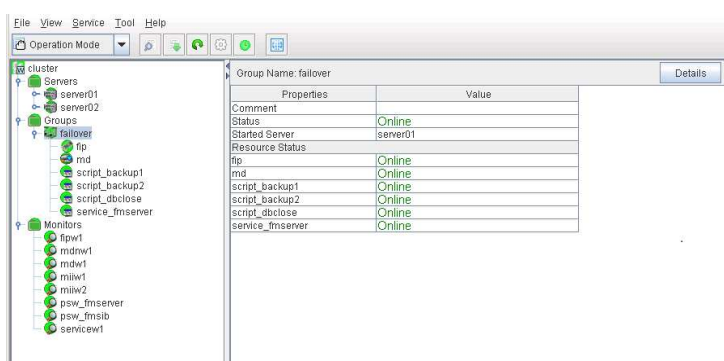 File View Service Tool Help
Operation Mode
cluster
Servers
server01
server02
Groups
failover
fip
md
script_backup1
script_backup2
script_dbclose
service_fmserver
Monitors
fipw1
mdnw1
mdw1
miiw1
miiw2
psw_fmserver
psw_fmsib
servicew1
Group Name: failover
Details
Properties Value
Comment
Status Online
Started Server server01
Resource Status
fip Online
md Online
script_backup1 Online
script_backup2 Online
script_dbclose Online
service_fmserver Online